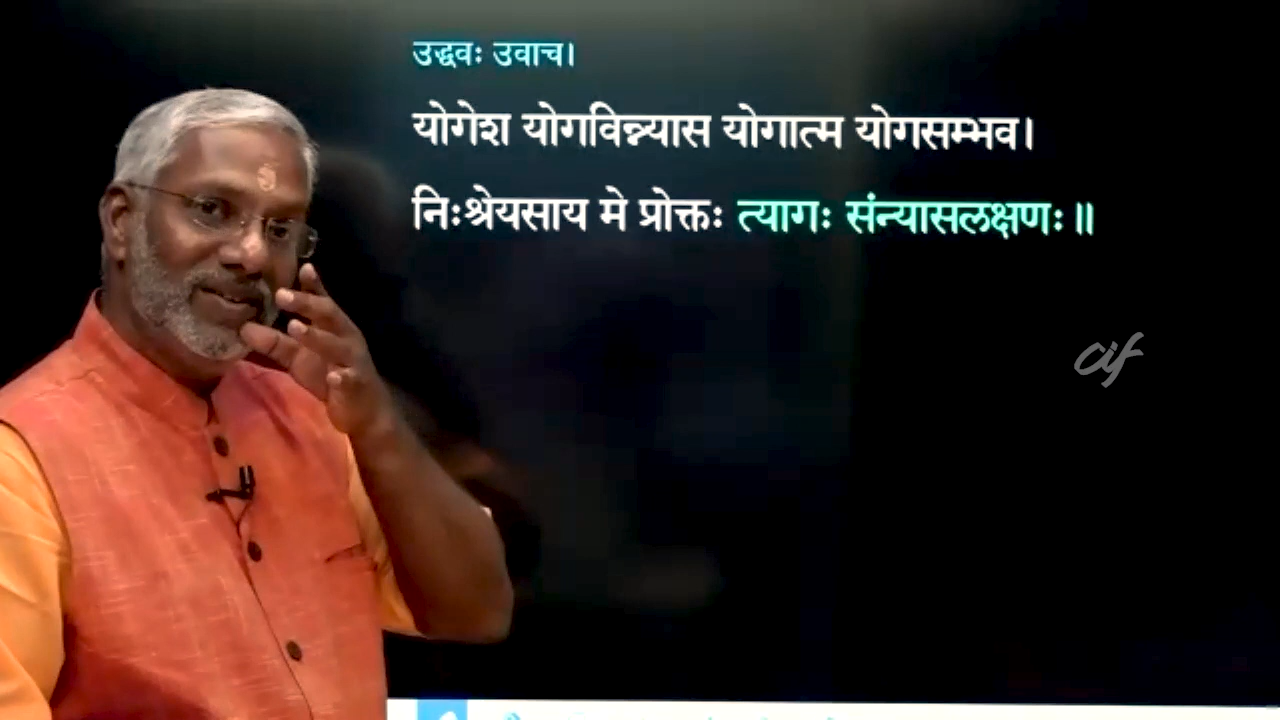 उद्धवः उवाच।
योगेश योगविन्न्यास योगात्म योगसम्भव।
निःश्रेयसाय मे प्रोक्तः त्यागः संन्यासलक्षणः॥
cif